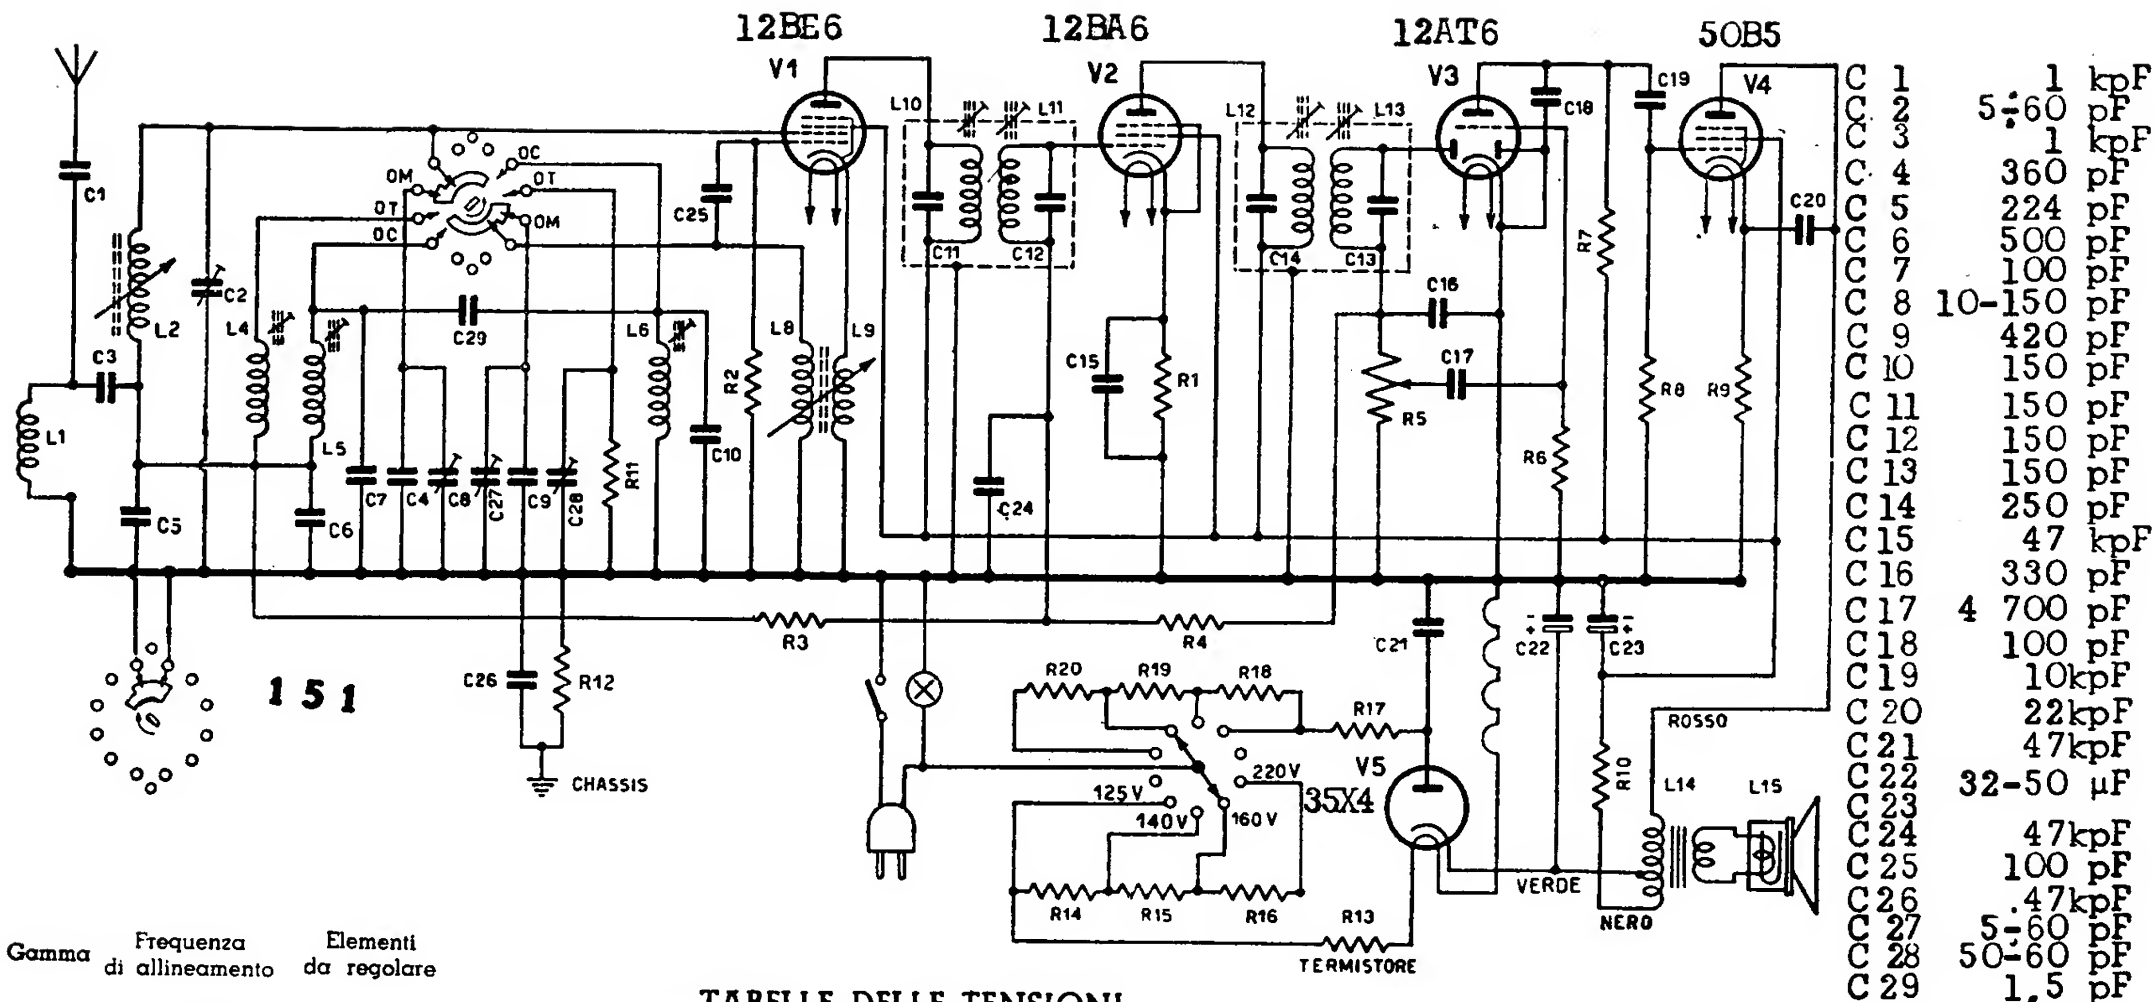 12BE6 12BA6 12AT6 50B5
V1 V2 V3 V4
C1
C2
C3
L1
L2
L4
L5
L6
L8
L9
OM
OT
OC
OC
OT
OM
C29
C5
C6
C7
C4
C8
C27
C9
C28
R11
C10
R2
C25
L10
L11
C11
C12
C24
C15
R1
L12
L13
C14
C13
C16
C17
R5
R6
C18
R7
C19
R8
R9
C20
R3
R4
C26
R12
CHASSIS
151
R20
R19
R18
R17
125V
140V
160V
220V
R14
R15
R16
R13
TERMISTORE
V5
35X4
C21
- +
C22
- +
C23
R10
ROSSO
VERDE
NERO
L14
L15
C 1 1 kpF
C 2 5-60 pF
C 3 1 kpF
C 4 360 pF
C 5 224 pF
C 6 500 pF
C 7 100 pF
C 8 10-150 pF
C 9 420 pF
C 10 150 pF
C 11 150 pF
C 12 150 pF
C 13 150 pF
C 14 250 pF
C 15 47 kpF
C 16 330 pF
C 17 4 700 pF
C 18 100 pF
C 19 10kpF
C 20 22kpF
C 21 47kpF
C 22 32-50 µF
C 23
C 24 47kpF
C 25 100 pF
C 26 .47kpF
C 27 5-60 pF
C 28 50-60 pF
C 29 1,5 pF
Gamma Frequenza di allineamento Elementi da regolare
TABELLE DELLE TENSIONI